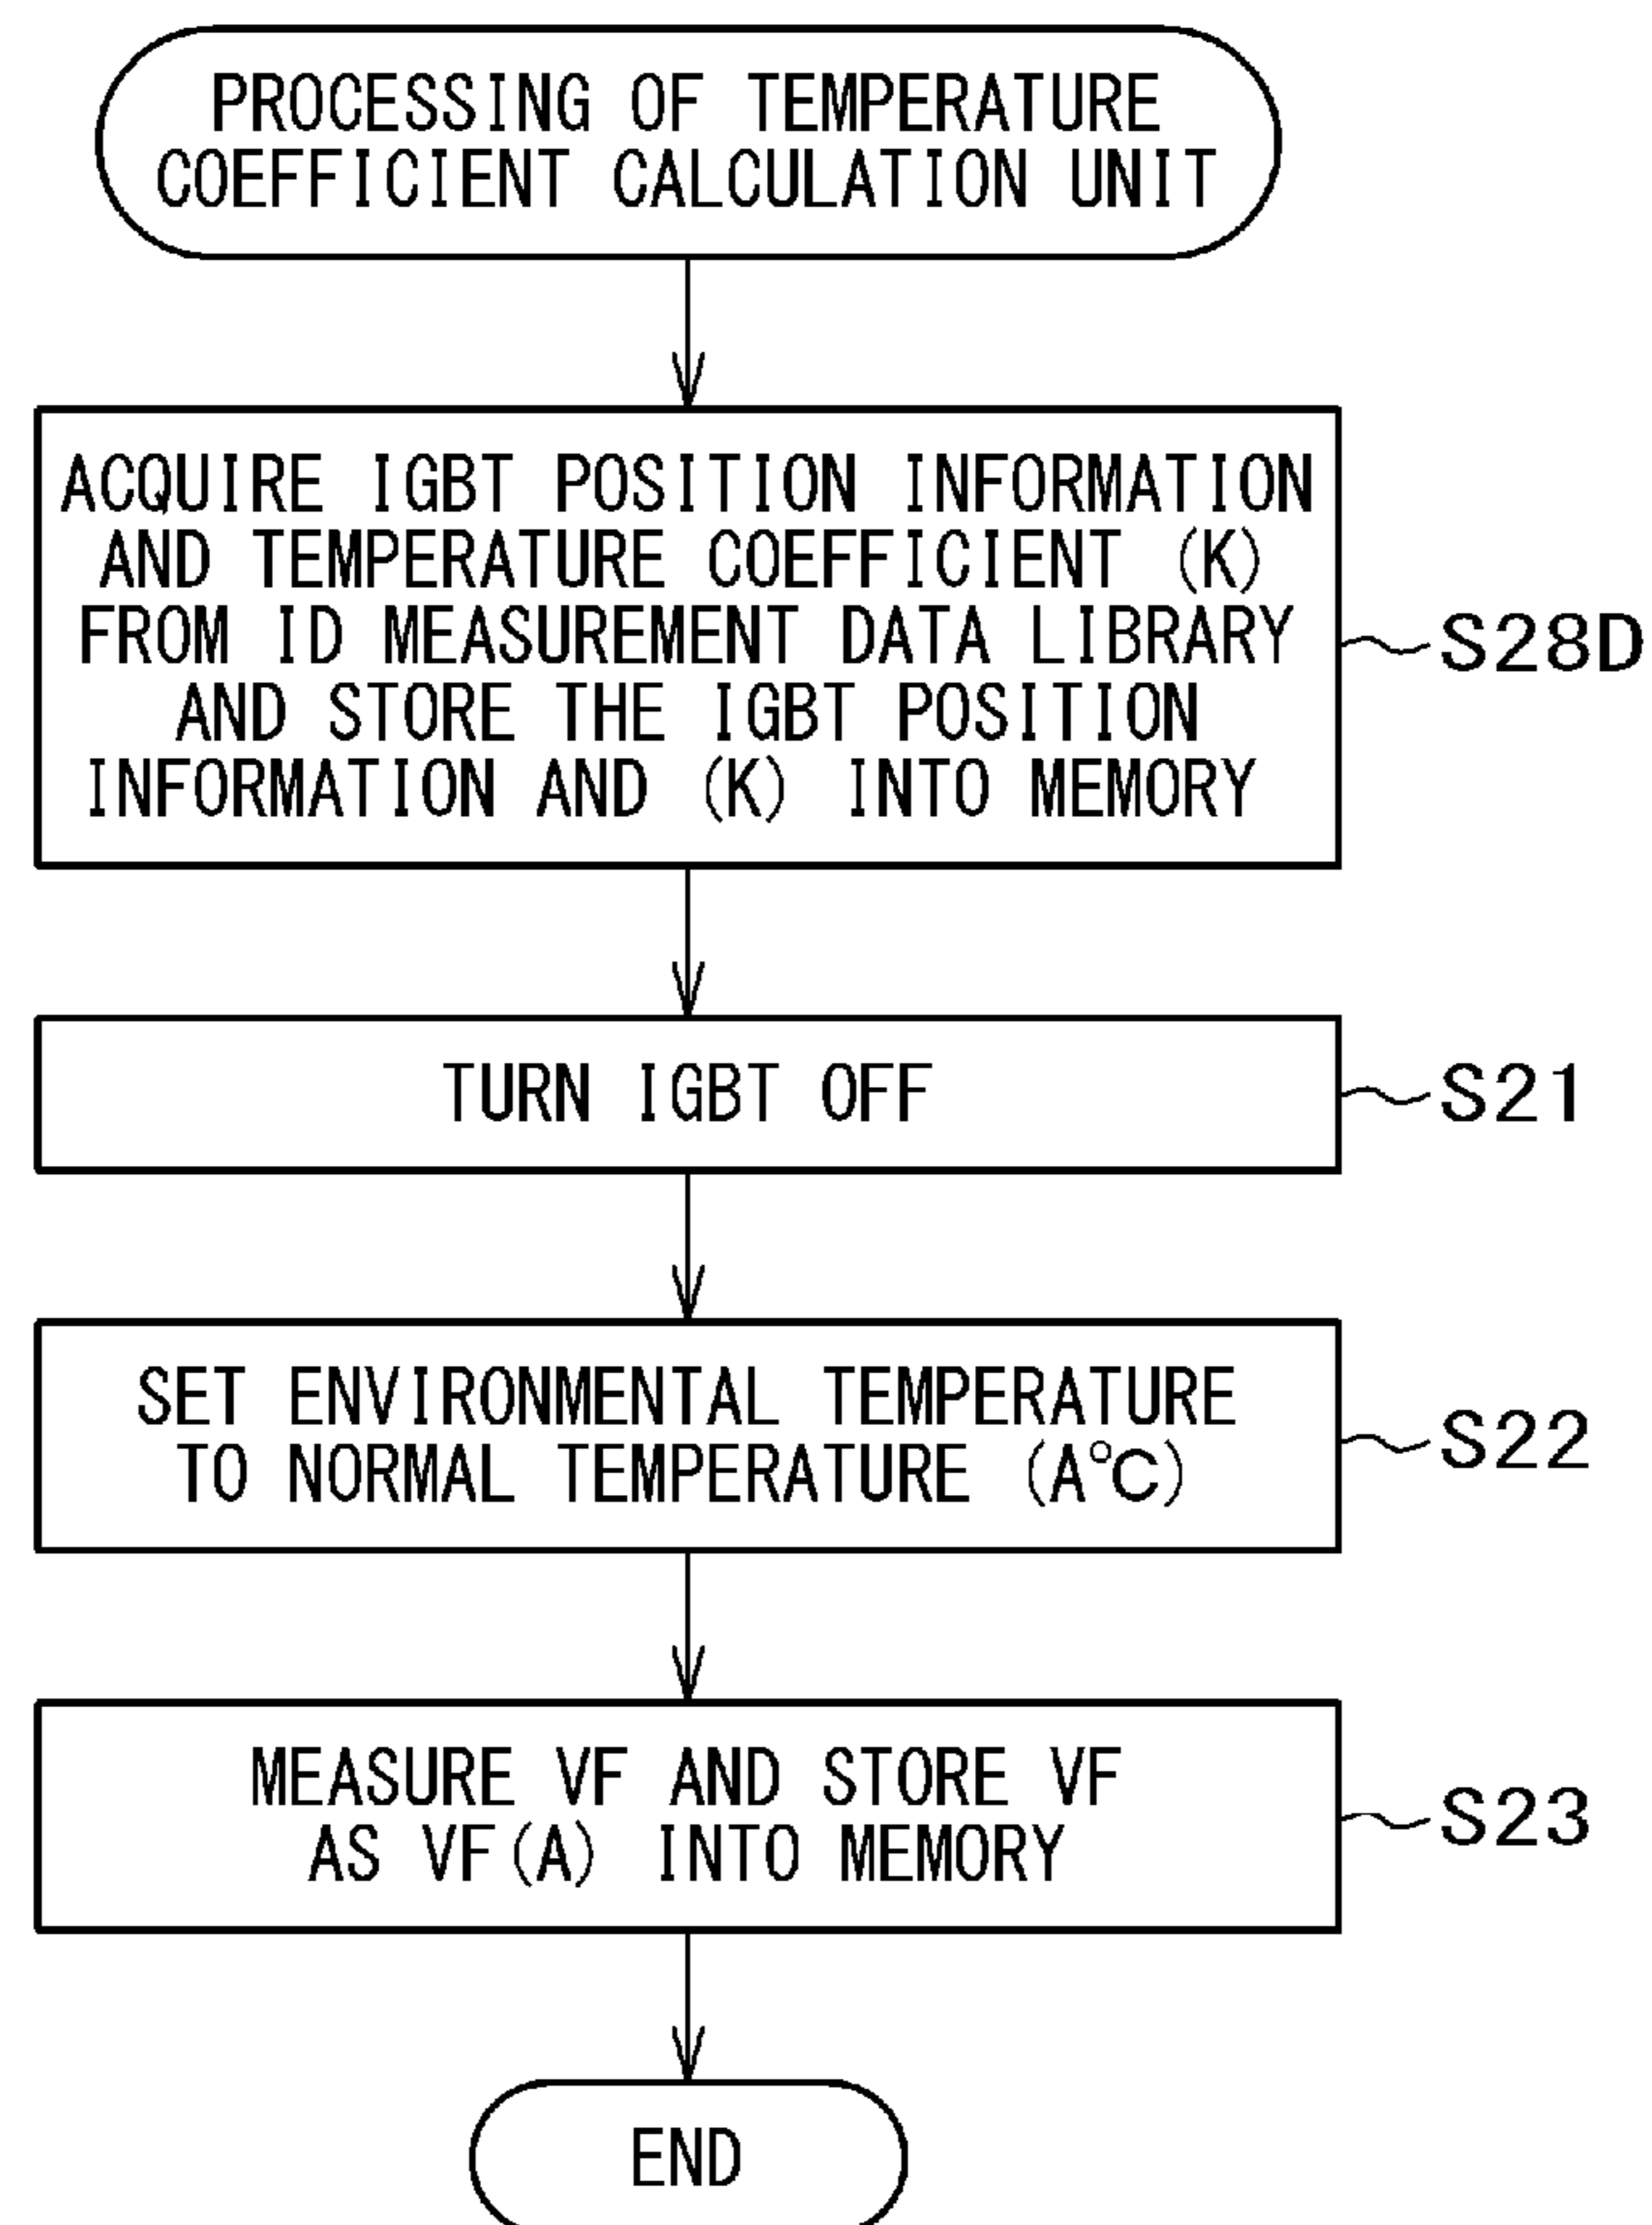 PROCESSING OF TEMPERATURE
COEFFICIENT CALCULATION UNIT
ACQUIRE IGBT POSITION INFORMATION
AND TEMPERATURE COEFFICIENT (K)
FROM ID MEASUREMENT DATA LIBRARY
AND STORE THE IGBT POSITION
INFORMATION AND (K) INTO MEMORY
S28D
TURN IGBT OFF
S21
SET ENVIRONMENTAL TEMPERATURE
TO NORMAL TEMPERATURE (A℃)
S22
MEASURE VF AND STORE VF
AS VF(A) INTO MEMORY
S23
END